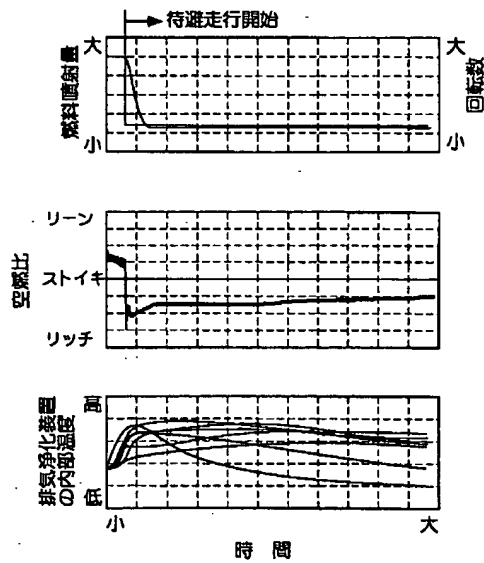 待避走行開始
大
燃料噴射量
小
大
回転数
小
リーン
空燃比
ストイキ
リッチ
高
排気浄化装置
の内部温度
低
小
大
時間